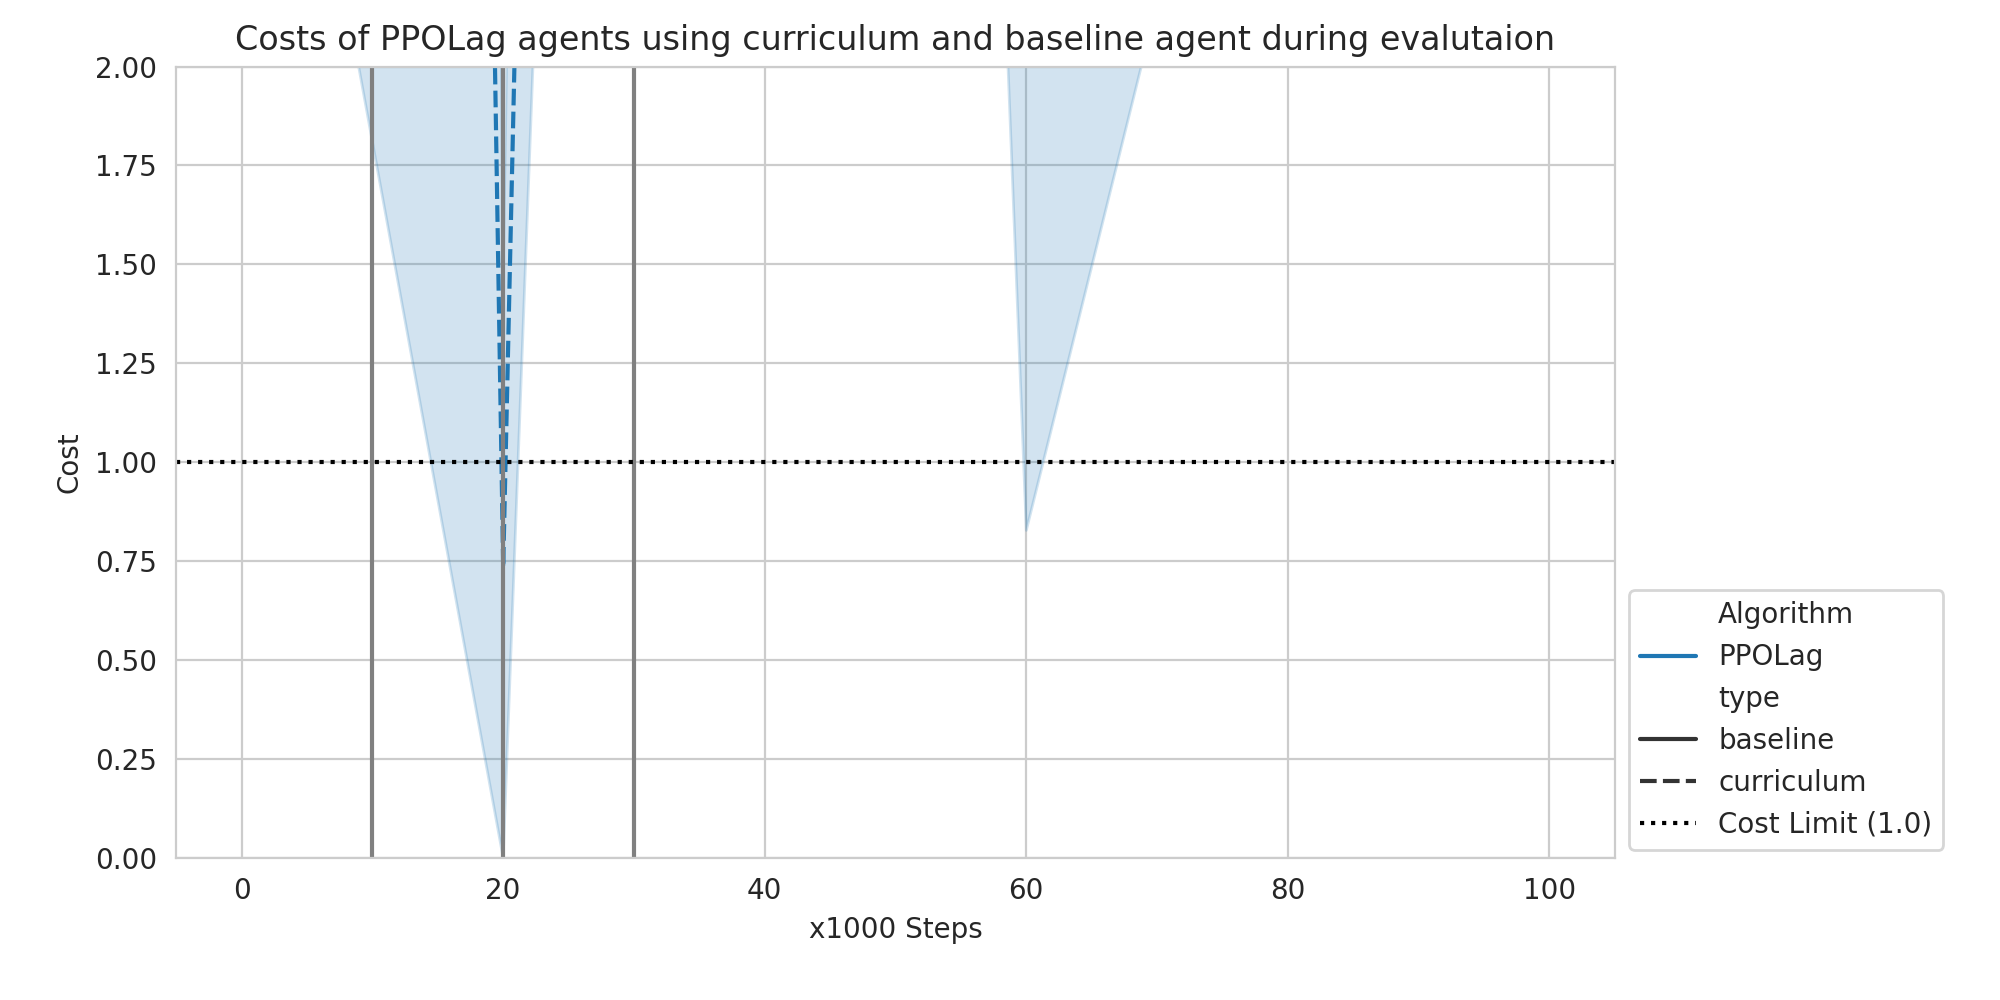 Costs of PPOLag agents using curriculum and baseline agent during evalutaion
2.00
1.75
1.50
1.25
1.00
0.75
0.50
0.25
0.00
Cost
0 20 40 60 80 100
x1000 Steps
Algorithm
PPOLag
type
baseline
curriculum
Cost Limit (1.0)